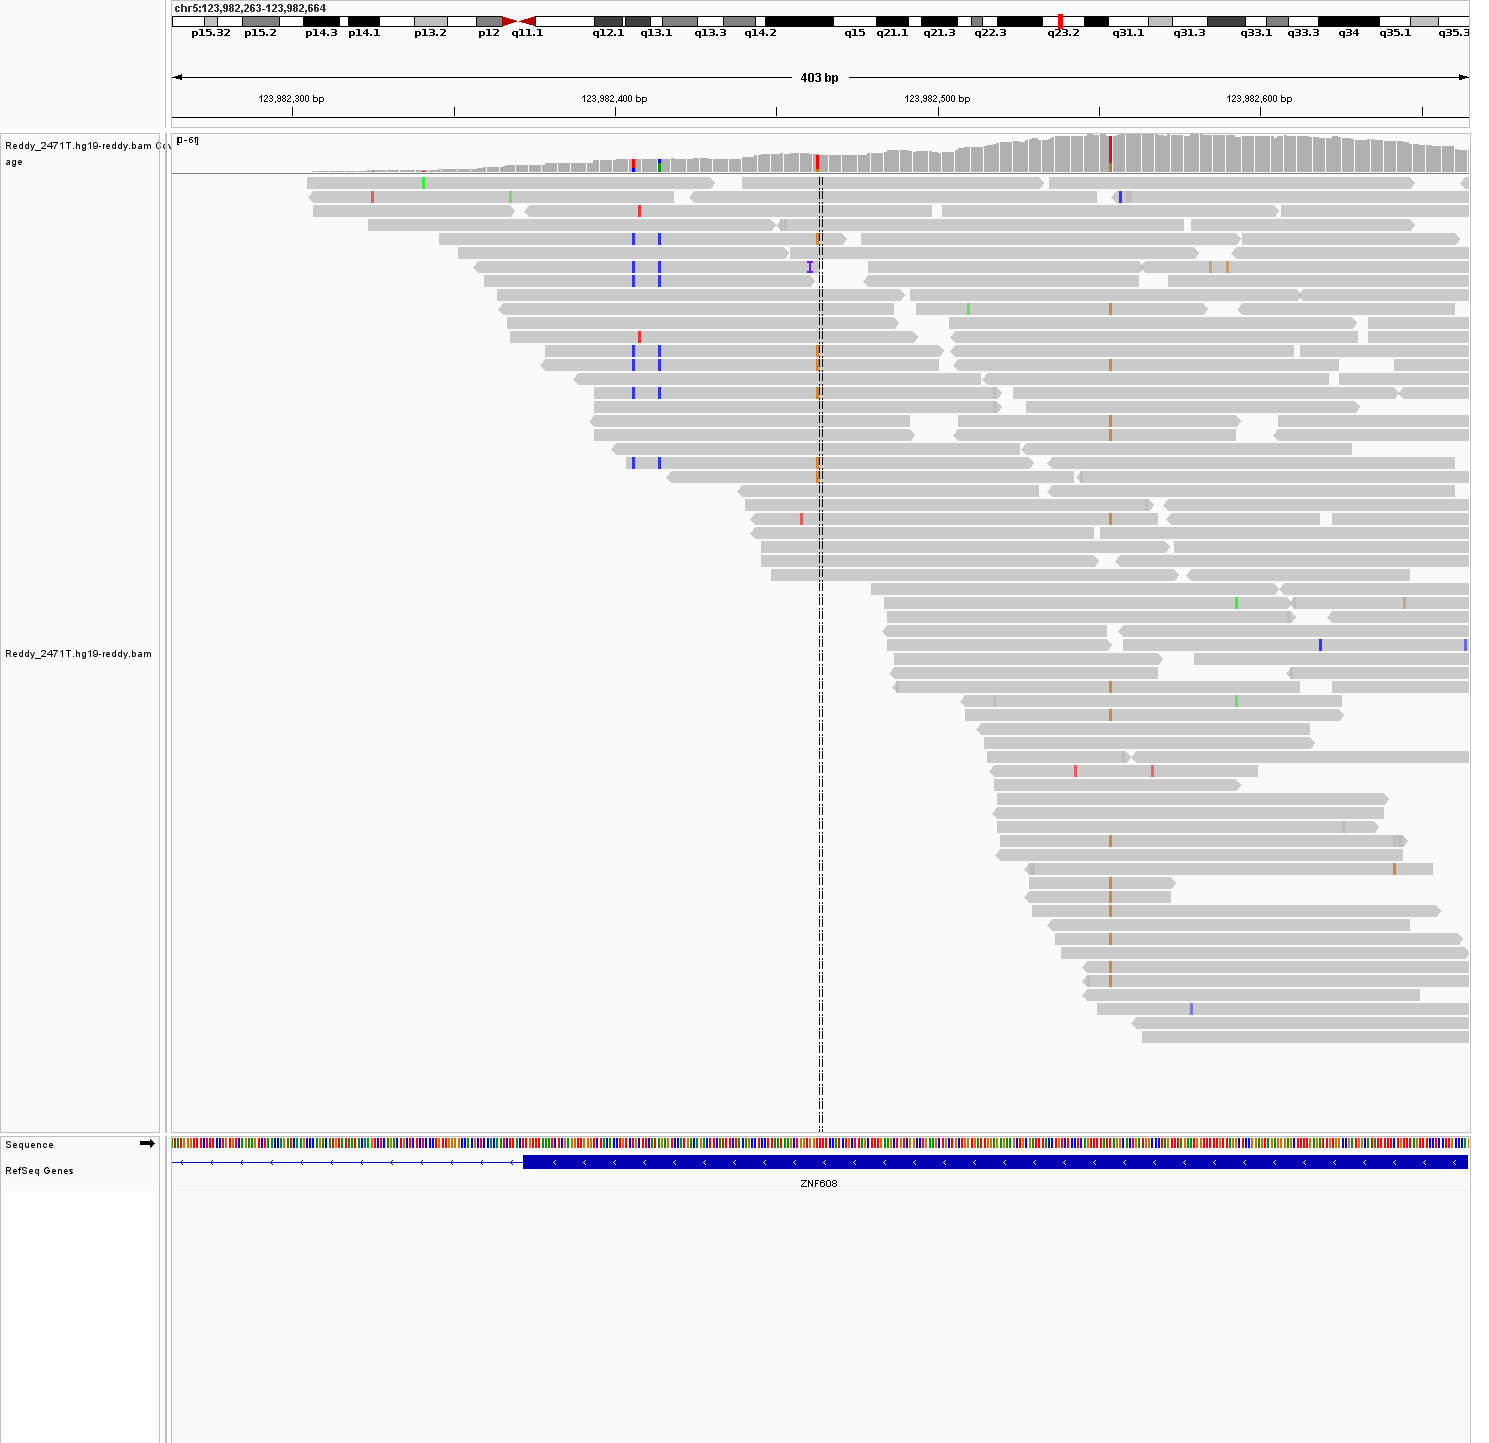 chr5:123,982,263-123,982,664
p15.32 p15.2 p14.3 p14.1 p13.2 p12 q11.1 q12.1 q13.1 q13.3 q14.2 q15 q21.1 q21.3 q22.3 q23.2 q31.1 q31.3 q33.1 q33.3 q34 q35.1 q35.3
403 bp
123,982,300 bp 123,982,400 bp 123,982,500 bp 123,982,600 bp
Reddy_2471T.hg19-reddy.bam Cov
age
[0-61]
I
Reddy_2471T.hg19-reddy.bam
Sequence
RefSeq Genes
ZNF608